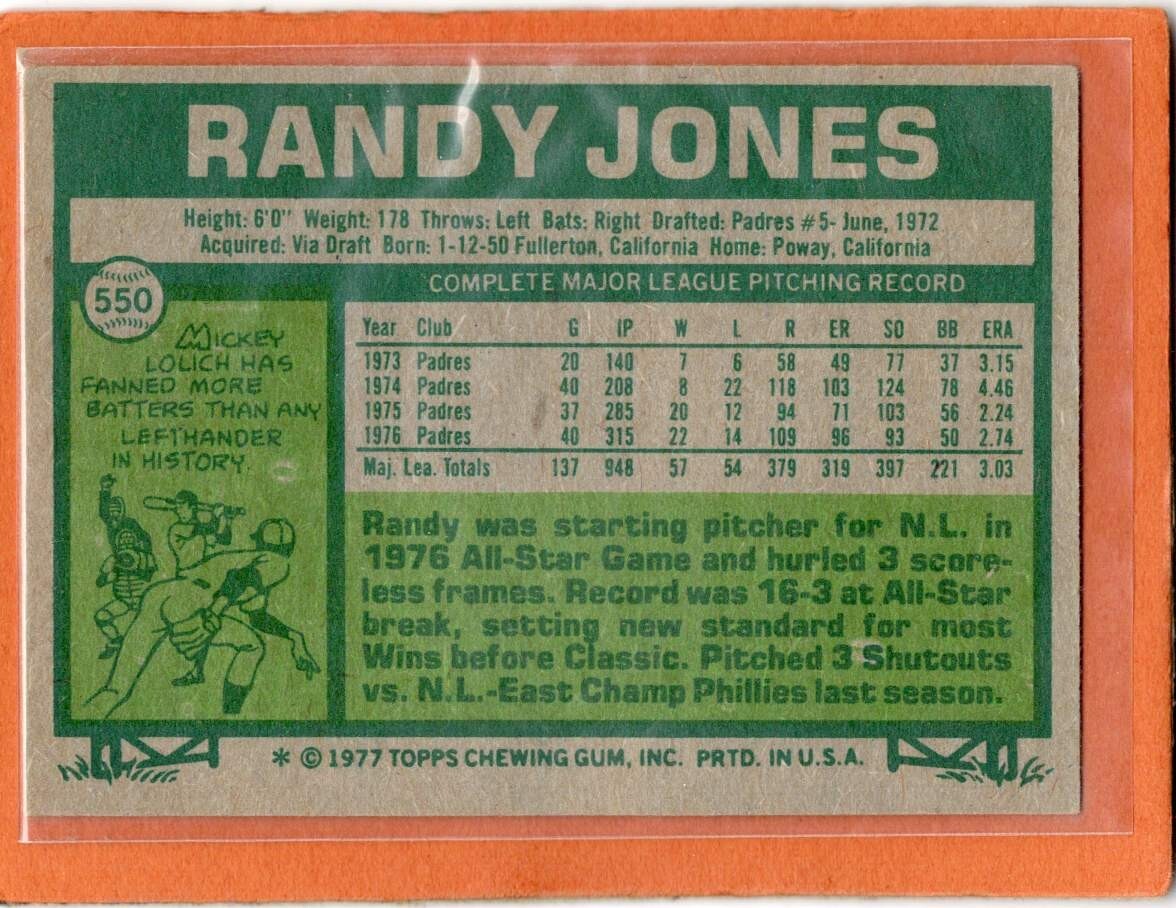 RANDY JONES
Height: 6'0" Weight: 178 Throws: Left Bats: Right Drafted: Padres #5- June, 1972
Acquired: Via Draft Born: 1-12-50 Fullerton, California Home: Poway, California
550
MICKEY
LOLICH HAS
FANNED MORE
BATTERS THAN ANY
LEFTHANDER
IN HISTORY.
COMPLETE MAJOR LEAGUE PITCHING RECORD
Year Club G IP W L R ER SO BB ERA
1973 Padres 20 140 7 6 58 49 77 37 3.15
1974 Padres 40 208 8 22 118 103 124 78 4.46
1975 Padres 37 285 20 12 94 71 103 56 2.24
1976 Padres 40 315 22 14 109 96 93 50 2.74
Maj. Lea. Totals 137 948 57 54 379 319 397 221 3.03
Randy was starting pitcher for N.L. in
1976 All-Star Game and hurled 3 score-
less frames. Record was 16-3 at All-Star
break, setting new standard for most
Wins before Classic. Pitched 3 Shutouts
vs. N.L.-East Champ Phillies last season.
* © 1977 TOPPS CHEWING GUM, INC. PRTD. IN U.S.A.